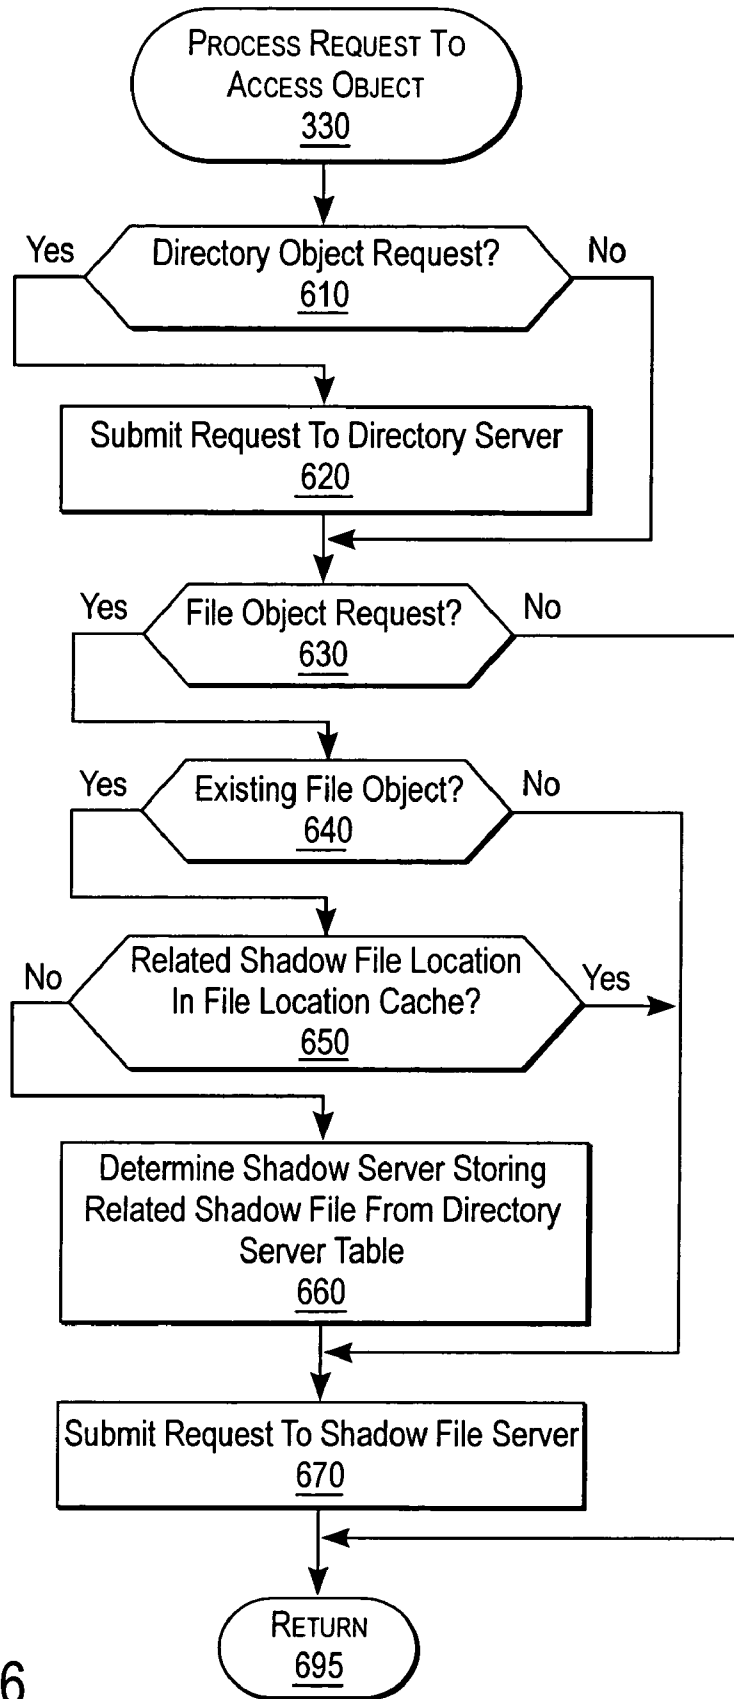 PROCESS REQUEST TO
ACCESS OBJECT
330
Yes
Directory Object Request?
No
610
Submit Request To Directory Server
620
Yes
File Object Request?
No
630
Yes
Existing File Object?
No
640
No
Related Shadow File Location
Yes
In File Location Cache?
650
Determine Shadow Server Storing
Related Shadow File From Directory
Server Table
660
Submit Request To Shadow File Server
670
RETURN
695
6